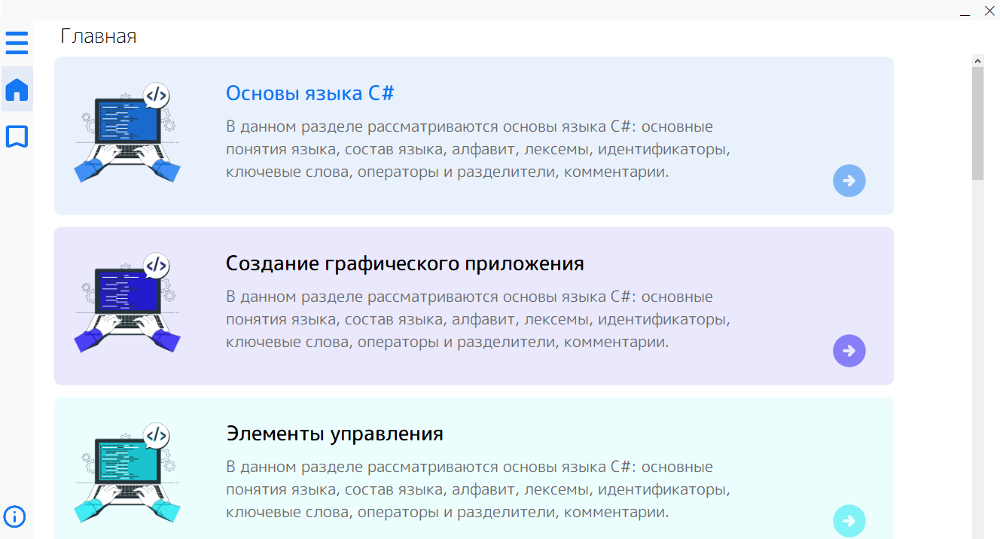 Главная
Основы языка C#
В данном разделе рассматриваются основы языка C#: основные
понятия языка, состав языка, алфавит, лексемы, идентификаторы,
ключевые слова, операторы и разделители, комментарии.
Создание графического приложения
В данном разделе рассматриваются основы языка C#: основные
понятия языка, состав языка, алфавит, лексемы, идентификаторы,
ключевые слова, операторы и разделители, комментарии.
Элементы управления
В данном разделе рассматриваются основы языка C#: основные
понятия языка, состав языка, алфавит, лексемы, идентификаторы,
ключевые слова, операторы и разделители, комментарии.